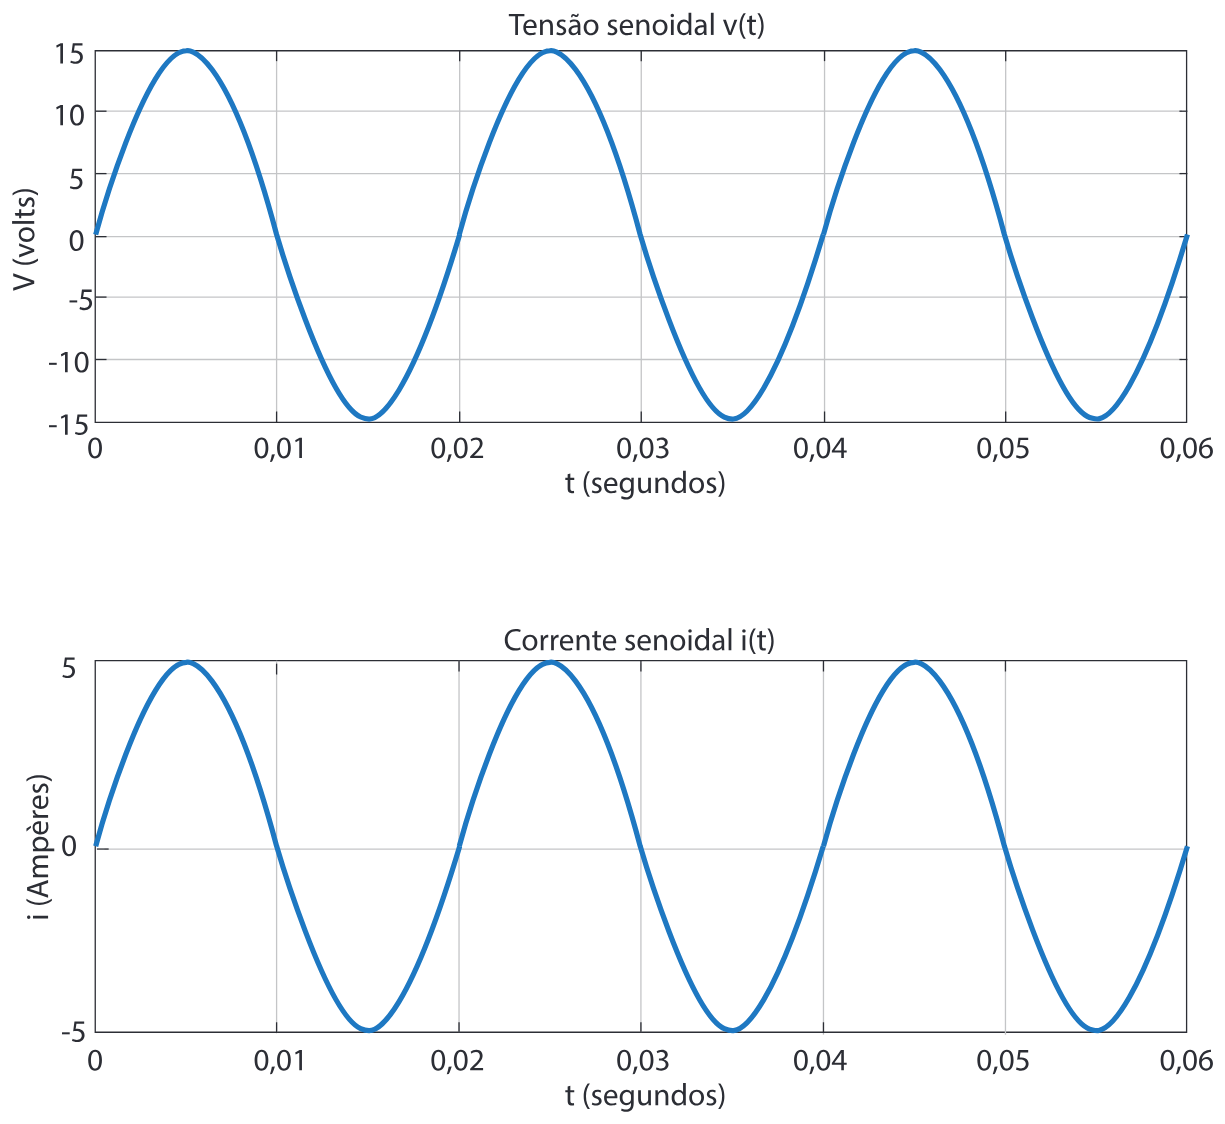 Tensão senoidal v(t)
15
10
5
0
-5
-10
-15
V (volts)
0 0,01 0,02 0,03 0,04 0,05 0,06
t (segundos)
Corrente senoidal i(t)
5
0
-5
i (Ampères)
0 0,01 0,02 0,03 0,04 0,05 0,06
t (segundos)